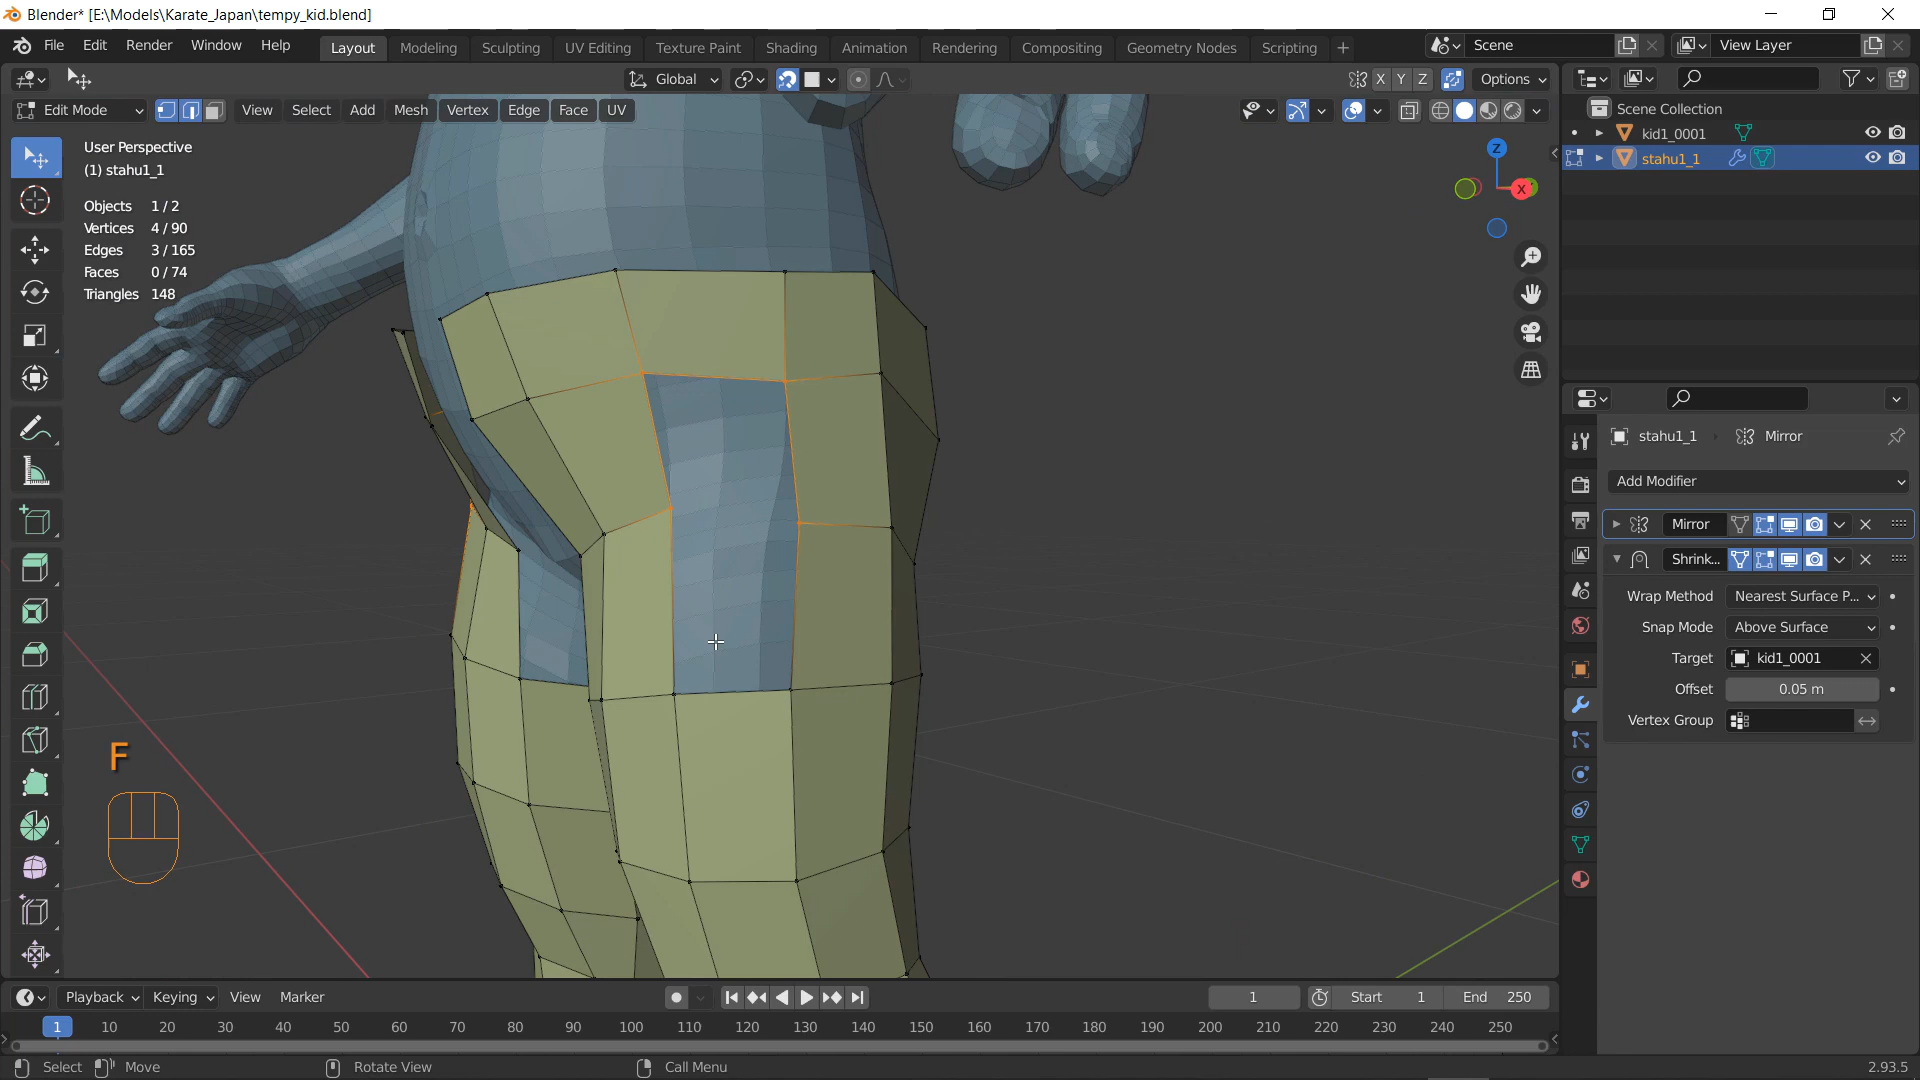 Blender* [E:\Models\Karate_Japan\tempy_kid.blend]
File Edit Render Window Help
Layout Modeling Sculpting UV Editing Texture Paint Shading Animation Rendering Compositing Geometry Nodes Scripting +
Scene
View Layer
Global
X Y Z
Options
Edit Mode
View Select Add Mesh Vertex Edge Face UV
User Perspective
(1) stahu1_1
Objects 1 / 2
Vertices 4 / 90
Edges 3 / 165
Faces 0 / 74
Triangles 148
Z
X
F
Scene Collection
kid1_0001
stahu1_1
stahu1_1 Mirror
Add Modifier
Mirror
Shrink...
Wrap Method Nearest Surface P...
Snap Mode Above Surface
Target kid1_0001
Offset 0.05 m
Vertex Group
Playback Keying View Marker
1
Start 1
End 250
1 10 20 30 40 50 60 70 80 90 100 110 120 130 140 150 160 170 180 190 200 210 220 230 240 250
Select Move Rotate View Call Menu
2.93.5